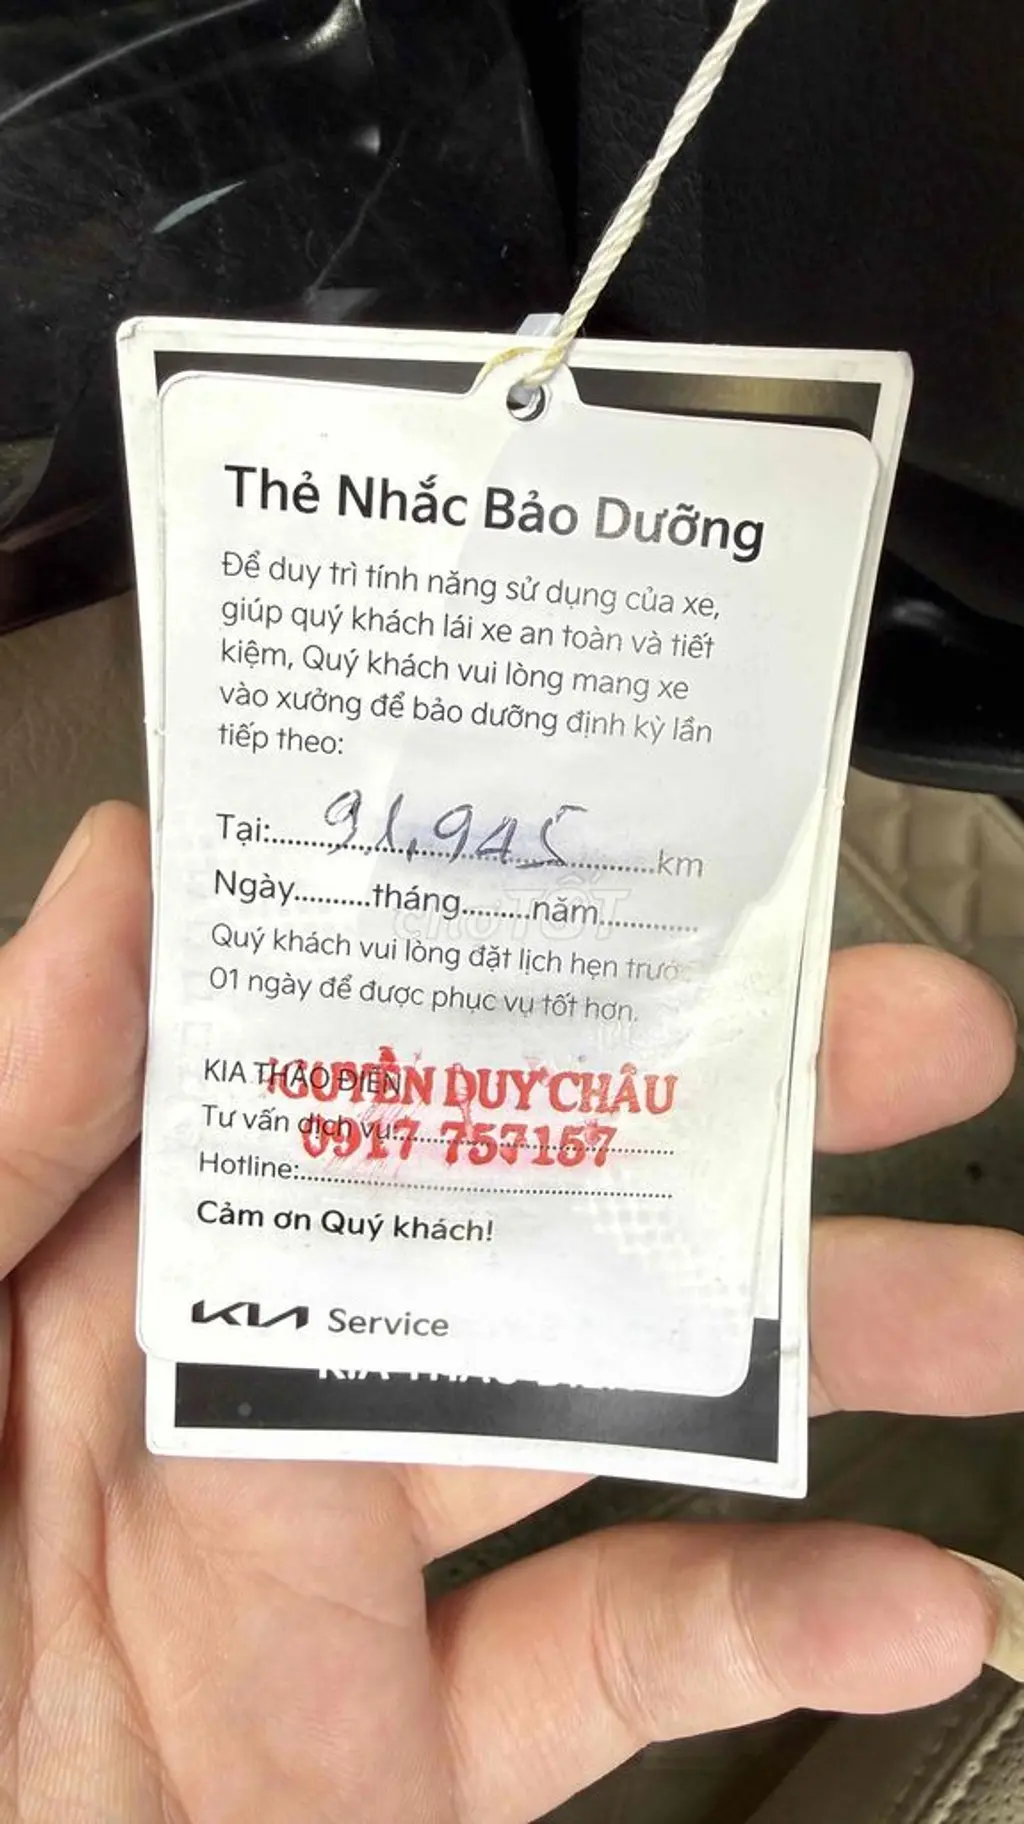 Thẻ Nhắc Bảo Dưỡng
Để duy trì tính năng sử dụng của xe,
giúp quý khách lái xe an toàn và tiết
kiệm, Quý khách vui lòng mang xe
vào xưởng để bảo dưỡng định kỳ lần
tiếp theo:
Tại:.....91.945.....km
Ngày..........tháng.........năm.............
chợTỐT
Quý khách vui lòng đặt lịch hẹn trước
01 ngày để được phục vụ tốt hơn.
KIA THẢO ĐIỀN
NGUYỄN DUY CHÂU
Tư vấn dịch vụ:...............................
0917 757157
Hotline:..........................................
Cảm ơn Quý khách!
KIA Service
KIA THẢO ĐIỀN